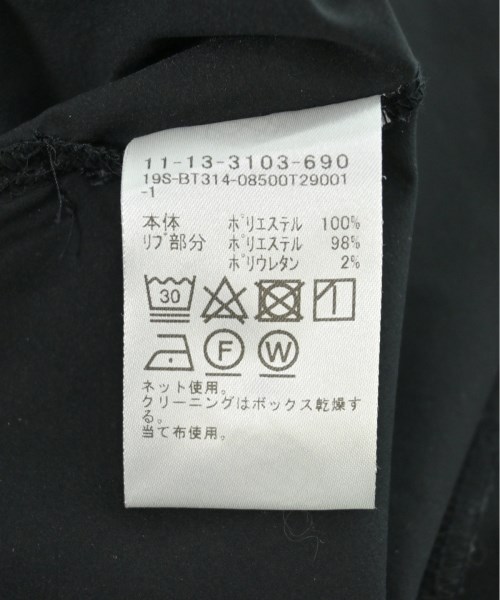 11-13-3103-690
19S-BT314-08500T29001
-1
本体 ポリエステル 100%
リブ部分 ポリエステル 98%
ポリウレタン 2%
30
F W
ネット使用。
クリーニングはボックス乾燥す
る。
当て布使用。